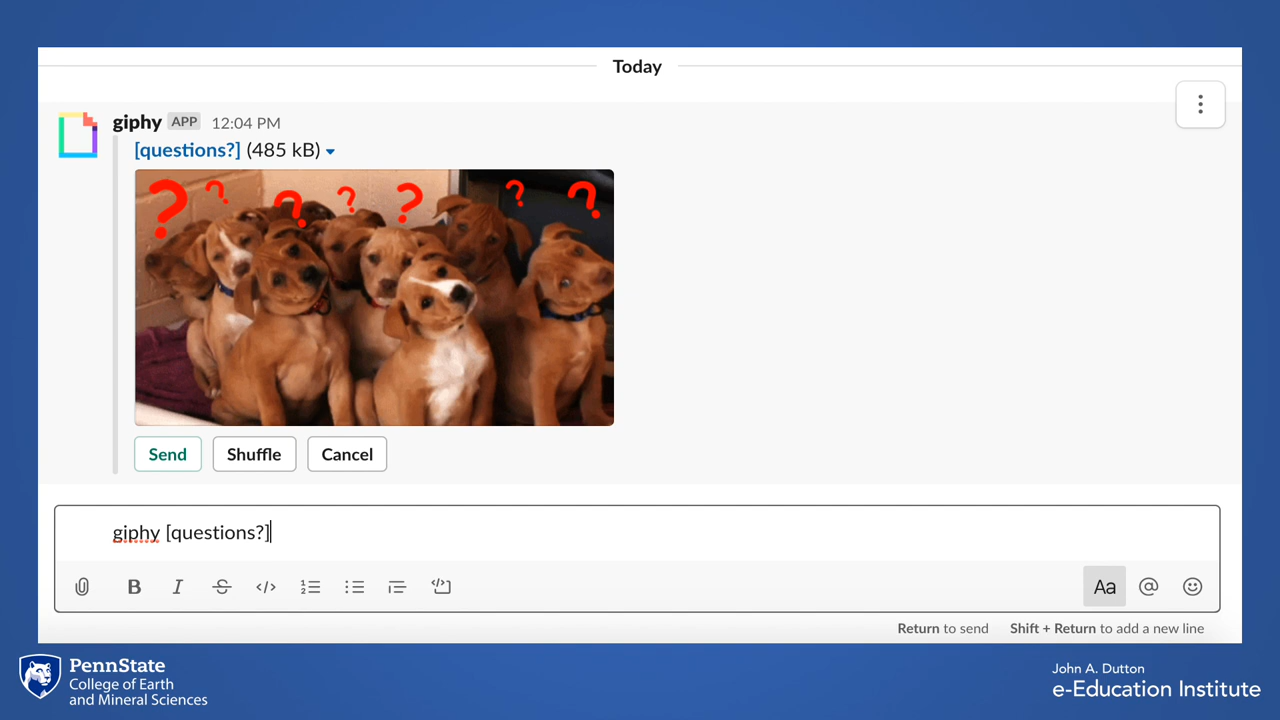 Today
giphy APP 12:04 PM
[questions?] (485 kB)
? ? ? ? ? ? ?
Send Shuffle Cancel
giphy [questions?]
B I S </> Aa @
Return to send Shift + Return to add a new line
PennState
College of Earth
and Mineral Sciences
John A. Dutton
e-Education Institute